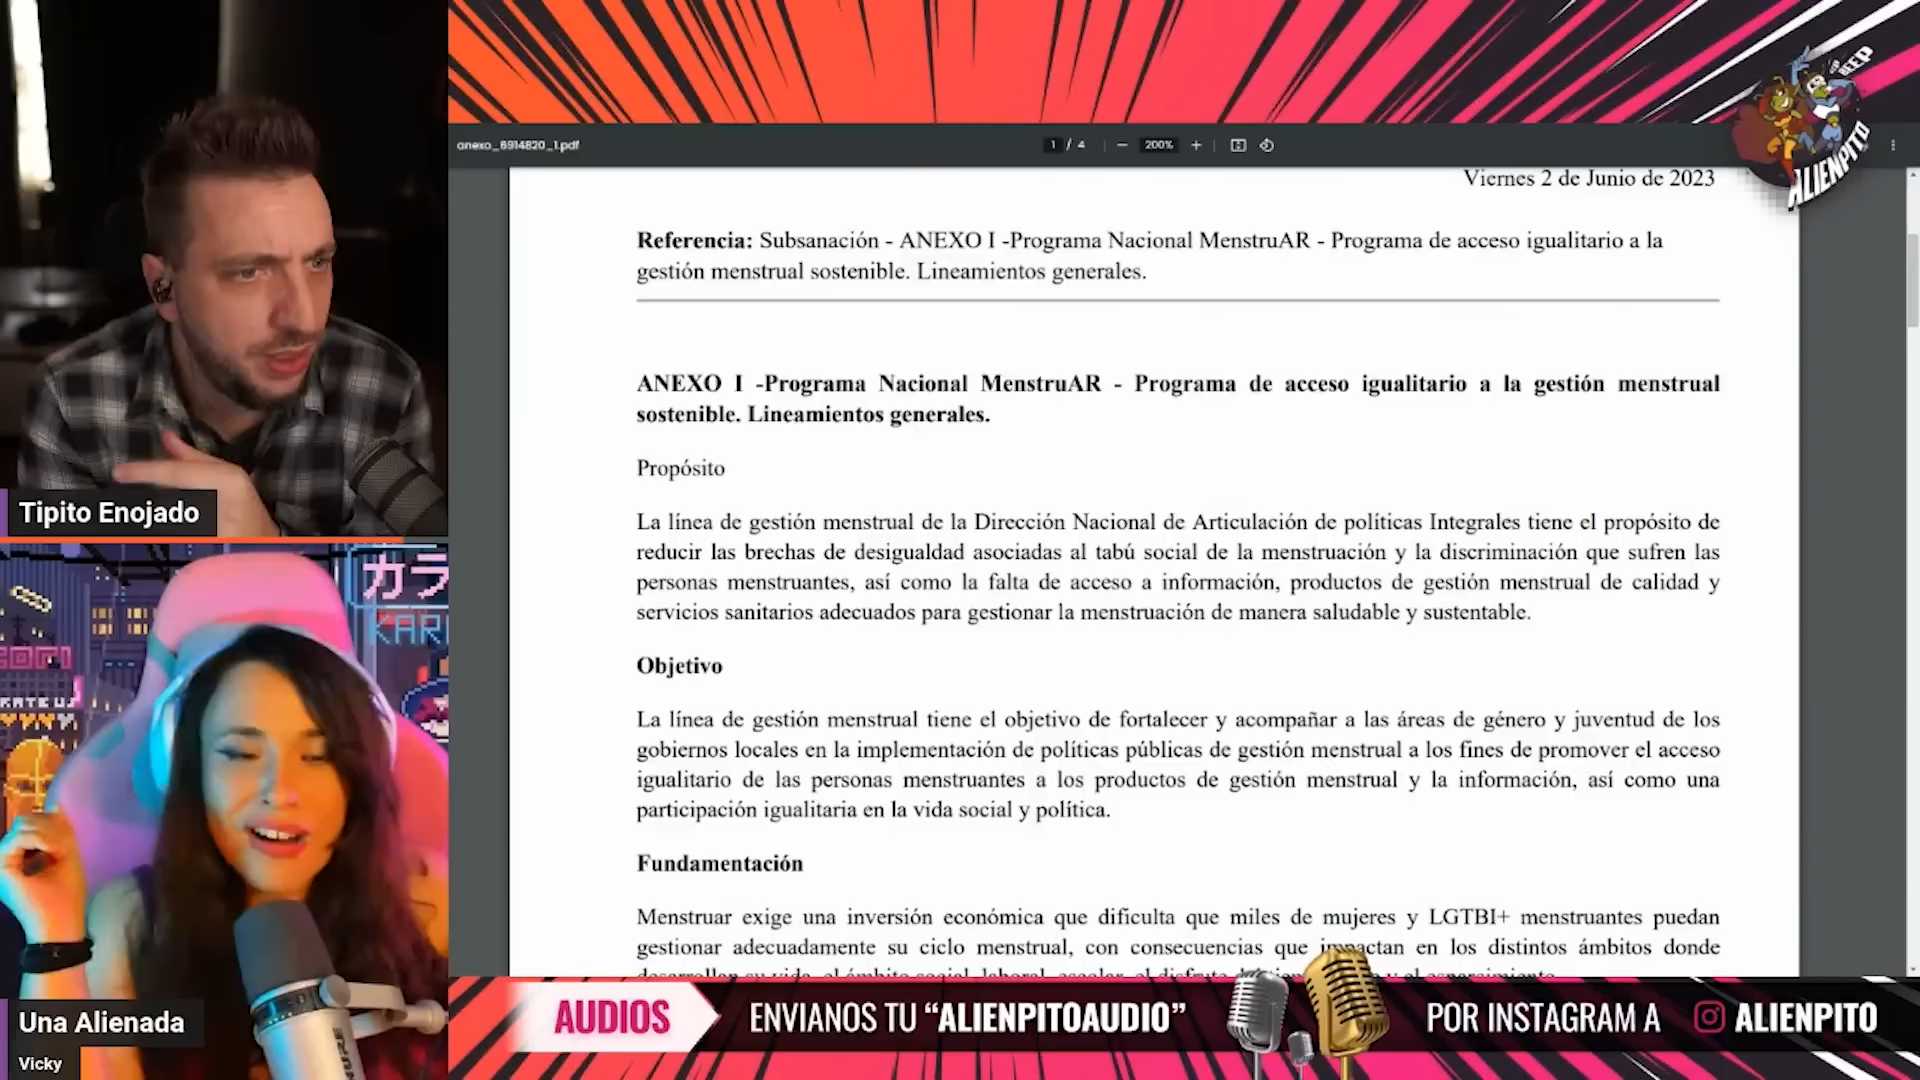 anexo_6914820_1.pdf
1 / 4
200%
BEEP
ALIENPITO
Viernes 2 de Junio de 2023
Referencia: Subsanación - ANEXO I -Programa Nacional MenstruAR - Programa de acceso igualitario a la
gestión menstrual sostenible. Lineamientos generales.
ANEXO I -Programa Nacional MenstruAR - Programa de acceso igualitario a la gestión menstrual
sostenible. Lineamientos generales.
Propósito
La línea de gestión menstrual de la Dirección Nacional de Articulación de políticas Integrales tiene el propósito de
reducir las brechas de desigualdad asociadas al tabú social de la menstruación y la discriminación que sufren las
personas menstruantes, así como la falta de acceso a información, productos de gestión menstrual de calidad y
servicios sanitarios adecuados para gestionar la menstruación de manera saludable y sustentable.
Objetivo
La línea de gestión menstrual tiene el objetivo de fortalecer y acompañar a las áreas de género y juventud de los
gobiernos locales en la implementación de políticas públicas de gestión menstrual a los fines de promover el acceso
igualitario de las personas menstruantes a los productos de gestión menstrual y la información, así como una
participación igualitaria en la vida social y política.
Fundamentación
Menstruar exige una inversión económica que dificulta que miles de mujeres y LGTBI+ menstruantes puedan
gestionar adecuadamente su ciclo menstrual, con consecuencias que impactan en los distintos ámbitos donde
Tipito Enojado
カラ
KAR
Una Alienada
Vicky
AUDIOS
ENVIANOS TU “ALIENPITOAUDIO”
POR INSTAGRAM A ALIENPITO